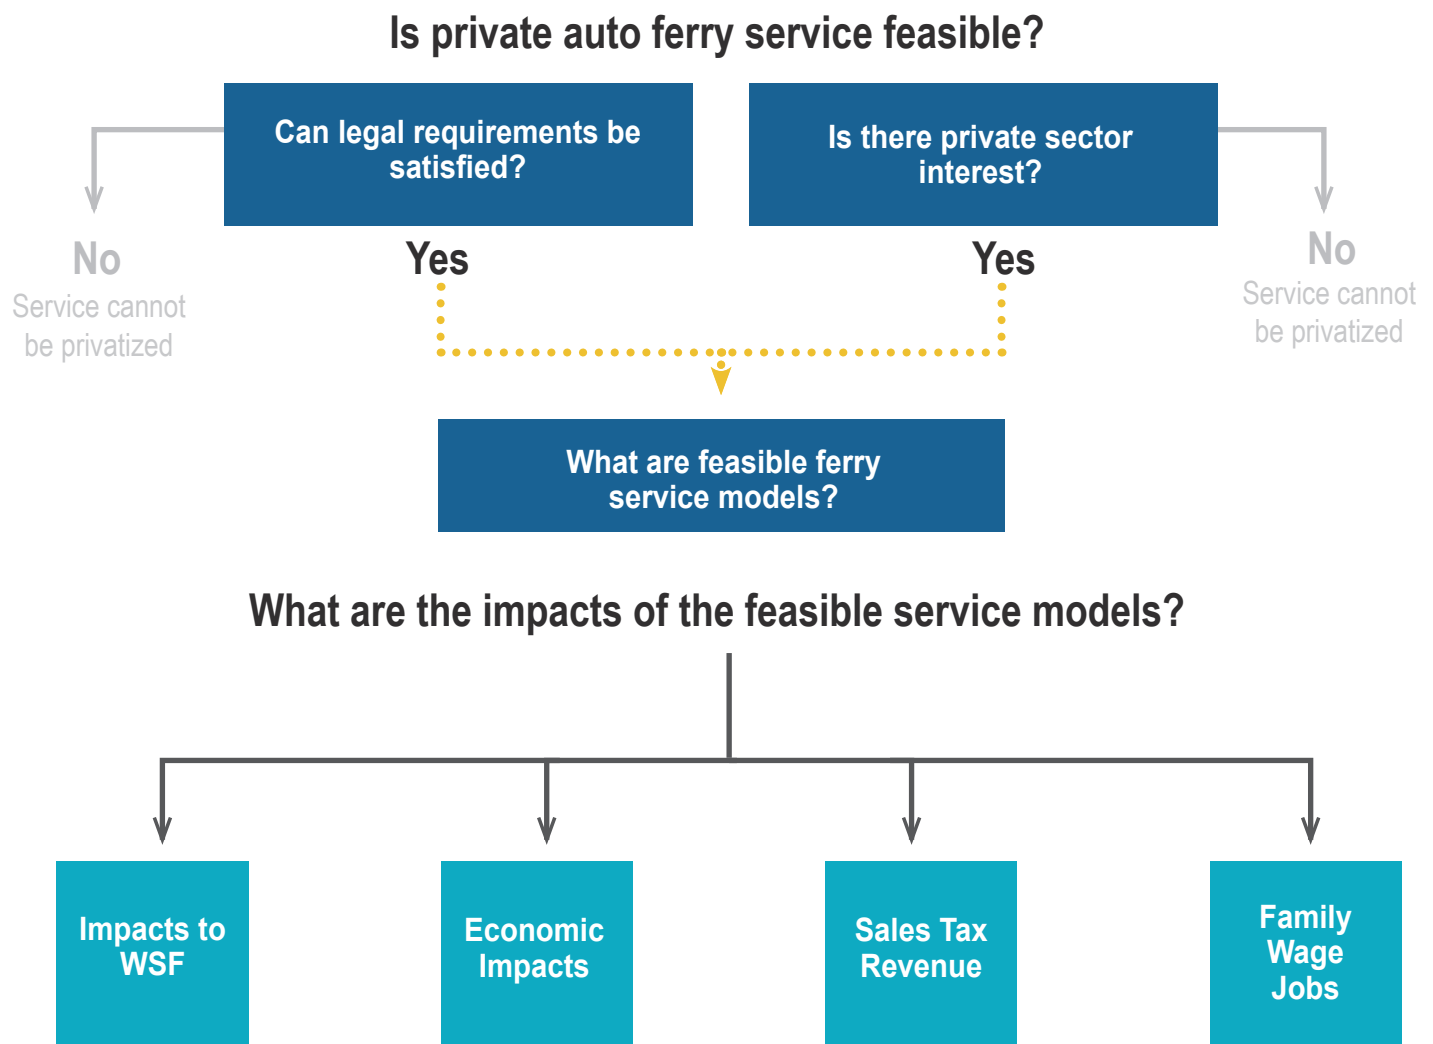 Is private auto ferry service feasible?
Can legal requirements be
satisfied?
Is there private sector
interest?
No
Service cannot
be privatized
Yes
Yes
No
Service cannot
be privatized
What are feasible ferry
service models?
What are the impacts of the feasible service models?
Impacts to
WSF
Economic
Impacts
Sales Tax
Revenue
Family
Wage
Jobs